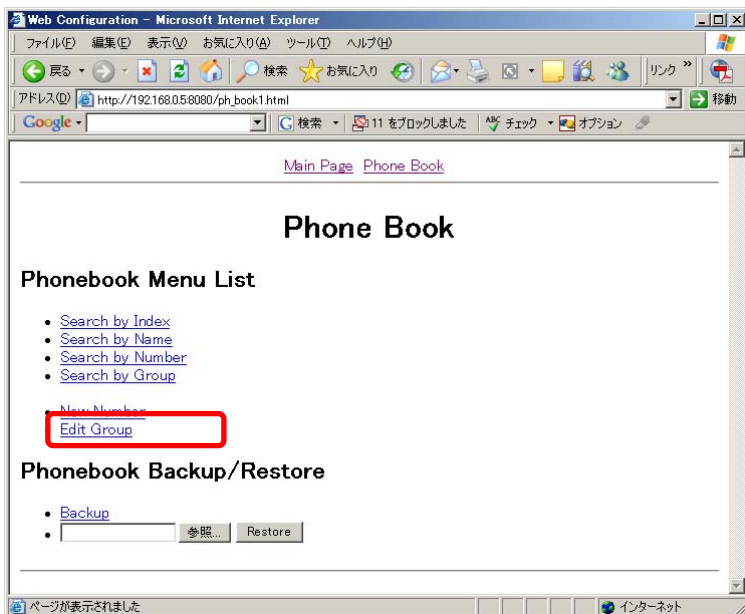 Web Configuration - Microsoft Internet Explorer
ファイル(F) 編集(E) 表示(V) お気に入り(A) ツール(T) ヘルプ(H)
戻る 検索 お気に入り リンク »
アドレス(D) http://192.168.0.5:8080/ph_book1.html 移動
Google 検索 11 をブロックしました ABC チェック オプション
Main Page Phone Book
Phone Book
Phonebook Menu List
Search by Index
Search by Name
Search by Number
Search by Group
New Number
Edit Group
Phonebook Backup/Restore
Backup
参照... Restore
ページが表示されました インターネット